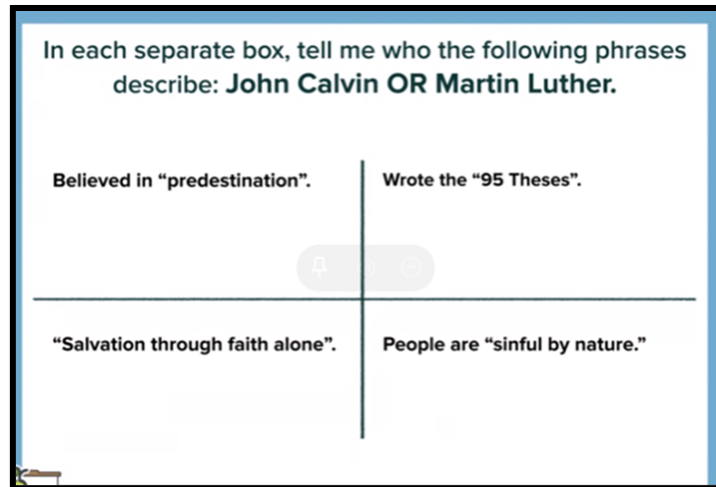 In each separate box, tell me who the following phrases
describe: John Calvin OR Martin Luther.
Believed in “predestination”.
Wrote the “95 Theses”.
“Salvation through faith alone”.
People are “sinful by nature.”